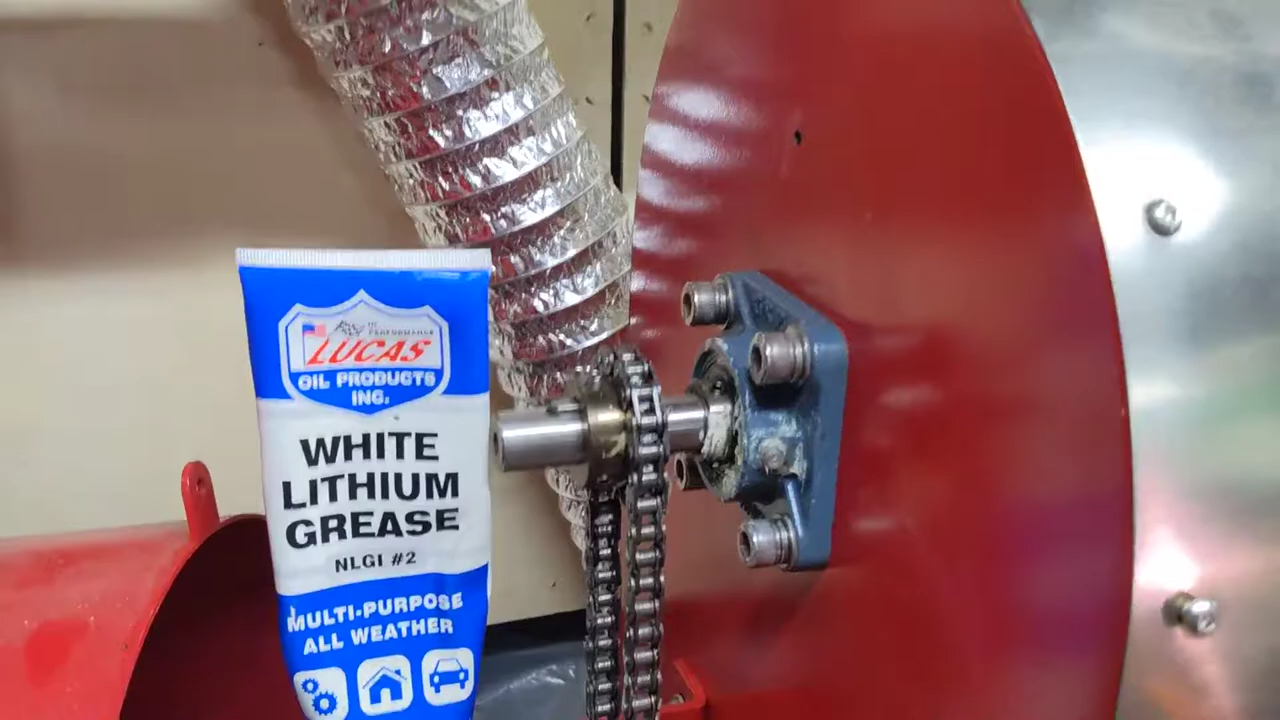 LUCAS
OIL PRODUCTS
INC.
WHITE
LITHIUM
GREASE
NLGI #2
MULTI-PURPOSE
ALL WEATHER